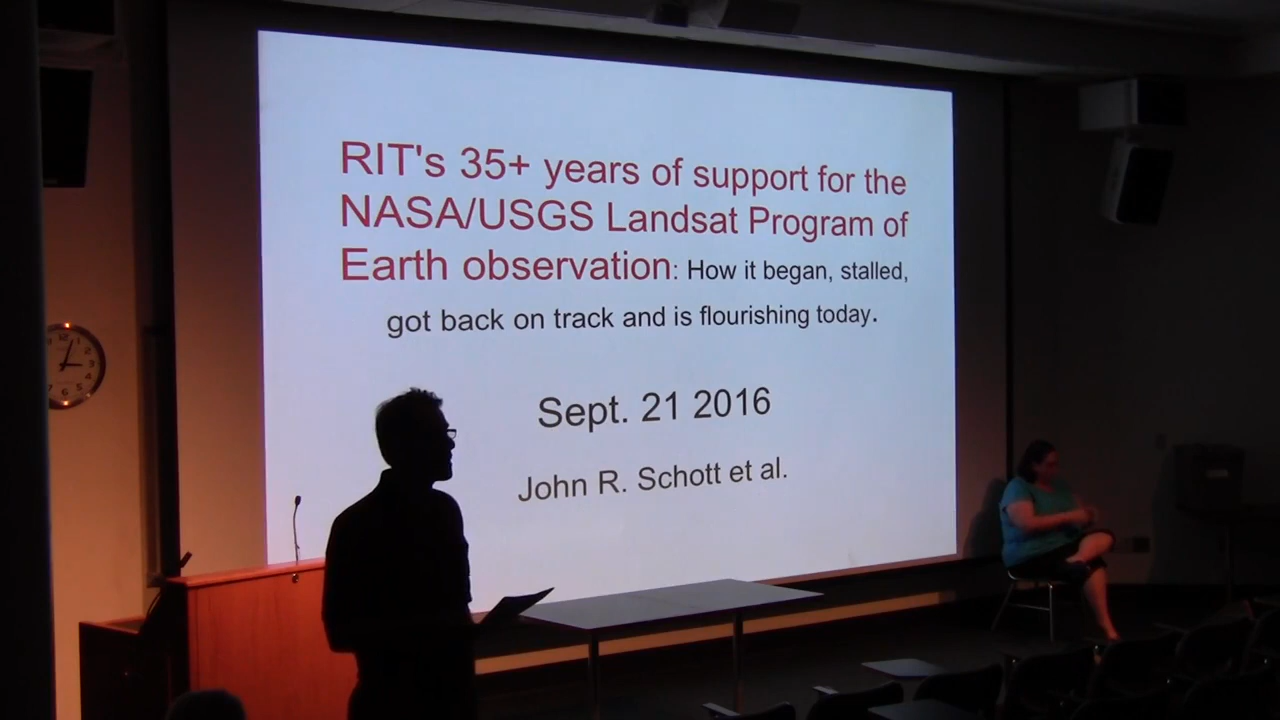 RIT's 35+ years of support for the
NASA/USGS Landsat Program of
Earth observation: How it began, stalled,
got back on track and is flourishing today.
Sept. 21 2016
John R. Schott et al.